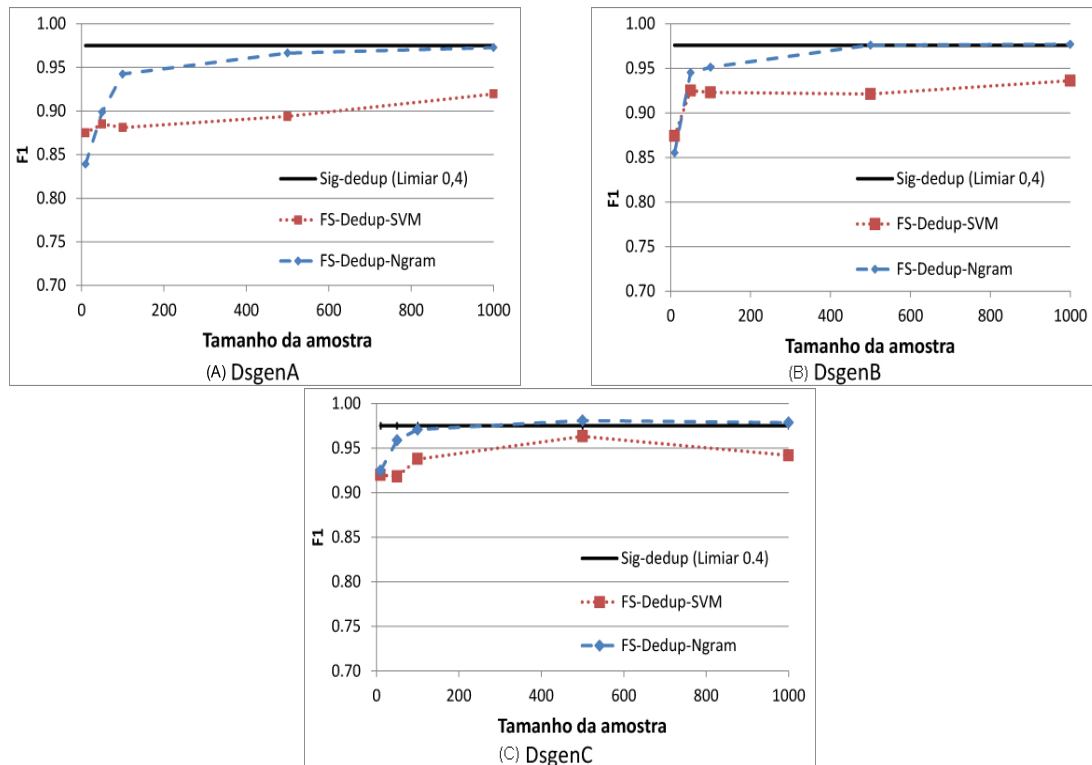 1.00
0.95
0.90
0.85
0.80
0.75
0.70
F1
Sig-dedup (Limiar 0,4)
FS-Dedup-SVM
FS-Dedup-Ngram
0 200 400 600 800 1000
Tamanho da amostra
(A) DsgenA
1.00
0.95
0.90
0.85
0.80
0.75
0.70
F1
Sig-dedup (Limiar 0,4)
FS-Dedup-SVM
FS-Dedup-Ngram
0 200 400 600 800 1000
Tamanho da amostra
(B) DsgenB
1.00
0.95
0.90
0.85
0.80
0.75
0.70
F1
Sig-dedup (Limiar 0.4)
FS-Dedup-SVM
FS-Dedup-Ngram
0 200 400 600 800 1000
Tamanho da amostra
(C) DsgenC